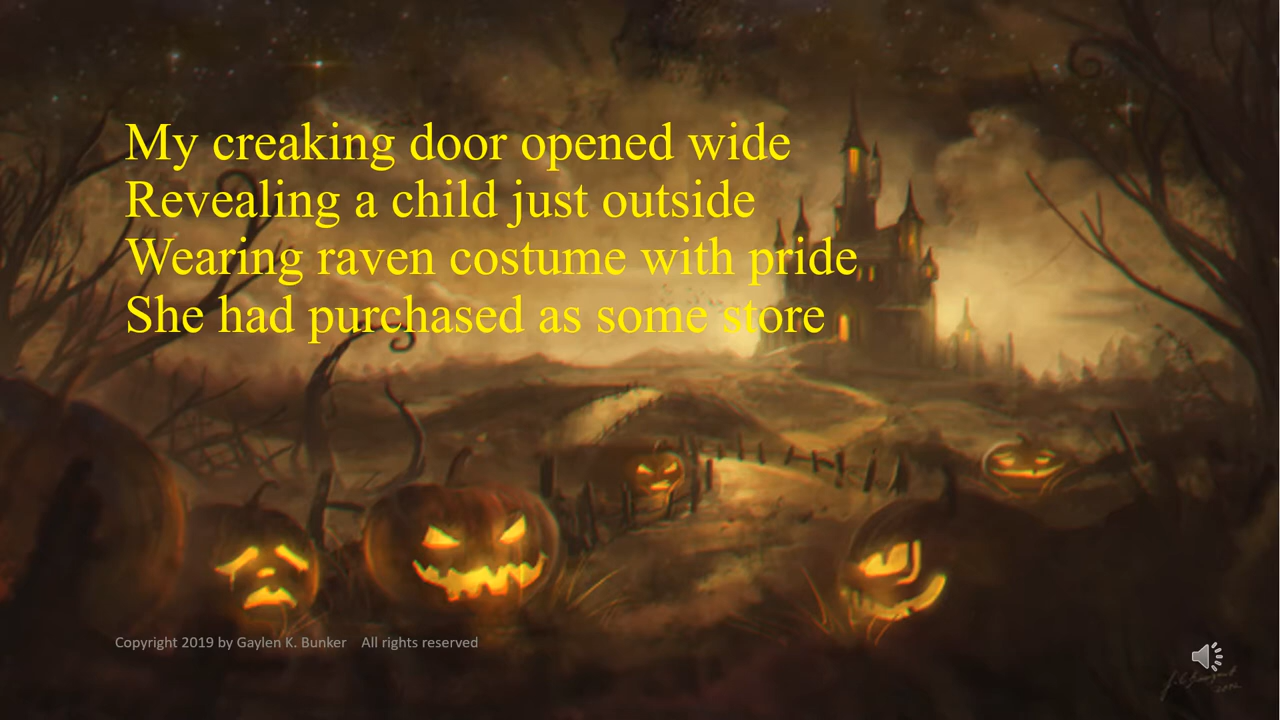 My creaking door opened wide
Revealing a child just outside
Wearing raven costume with pride
She had purchased as some store
Copyright 2019 by Gaylen K. Bunker    All rights reserved